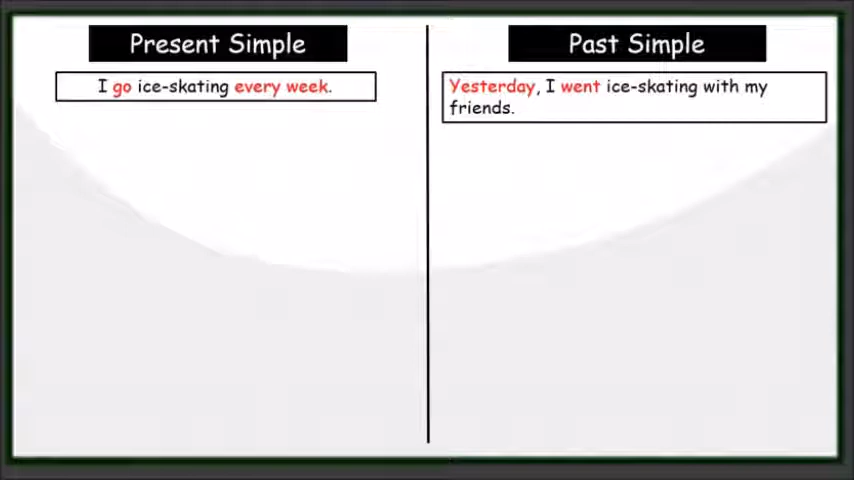 Present Simple
I go ice-skating every week.
Past Simple
Yesterday, I went ice-skating with my
friends.